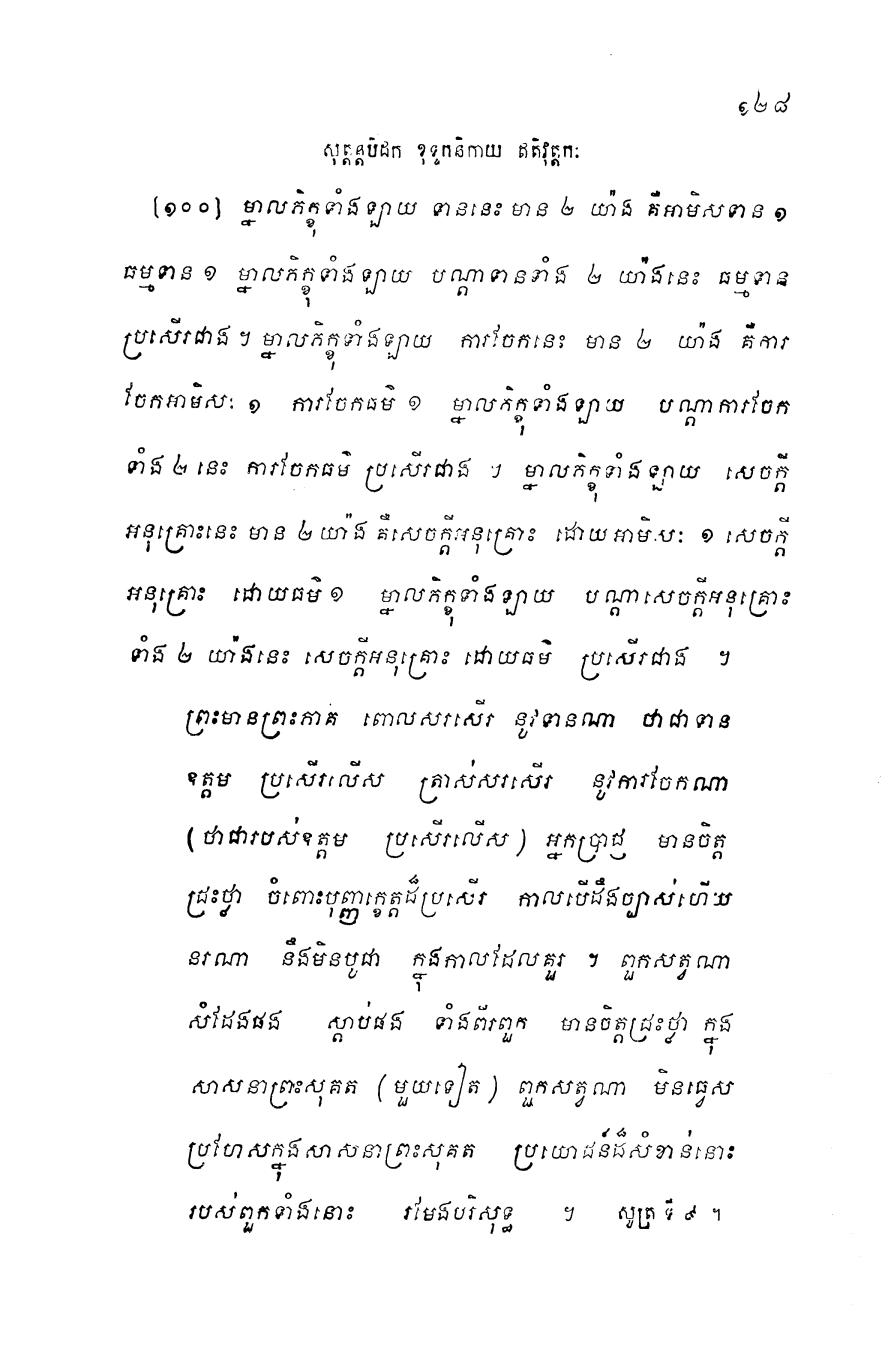 ១២៨
សុត្តន្តបិដក ខុទ្ទកនិកាយ ឥតិវុត្តកៈ
[១០០] ម្នាលភិក្ខុទាំងឡាយ ទាននេះ មាន ២ យ៉ាង គឺអាមិសទាន ១
ធម្មទាន ១ ម្នាលភិក្ខុទាំងឡាយ បណ្តាទានទាំង ២ យ៉ាងនេះ ធម្មទាន
ប្រសើរជាង ។ ម្នាលភិក្ខុទាំងឡាយ ការចែកនេះ មាន ២ យ៉ាង គឺការ
ចែកអាមិសៈ ១ ការចែកធម៌ ១ ម្នាលភិក្ខុទាំងឡាយ បណ្តាការចែក
ទាំង ២ នេះ ការចែកធម៌ ប្រសើរជាង ។ ម្នាលភិក្ខុទាំងឡាយ សេចក្តី
អនុគ្រោះនេះ មាន ២ យ៉ាង គឺសេចក្តីអនុគ្រោះ ដោយអាមិសៈ ១ សេចក្តី
អនុគ្រោះ ដោយធម៌ ១ ម្នាលភិក្ខុទាំងឡាយ បណ្តាសេចក្តីអនុគ្រោះ
ទាំង ២ យ៉ាងនេះ សេចក្តីអនុគ្រោះ ដោយធម៌ ប្រសើរជាង ។
ព្រះមានព្រះភាគ ពោលសរសើរ នូវទានណា ថាជាទាន
ឧត្តម ប្រសើរលើស ត្រាស់សរសើរ នូវការចែកណា
(ថាជារបស់ឧត្តម ប្រសើរលើស) អ្នកប្រាជ្ញ មានចិត្ត
ជ្រះថ្លា ចំពោះបុញ្ញក្ខេត្តដ៏ប្រសើរ កាលបើដឹងច្បាស់ហើយ
នរណា នឹងមិនបូជា ក្នុងកាលដែលគួរ ។ ពួកសត្វណា
សំដែងផង ស្តាប់ផង ទាំងពីរពួក មានចិត្តជ្រះថ្លា ក្នុង
សាសនាព្រះសុគត (មួយទៀត) ពួកសត្វណា មិនធ្វេស
ប្រហែសក្នុងសាសនាព្រះសុគត ប្រយោជន៍ដ៏សំខាន់នោះ
របស់ពួកទាំងនោះ រមែងបរិសុទ្ធ ។ សូត្រ ទី ៩ ។